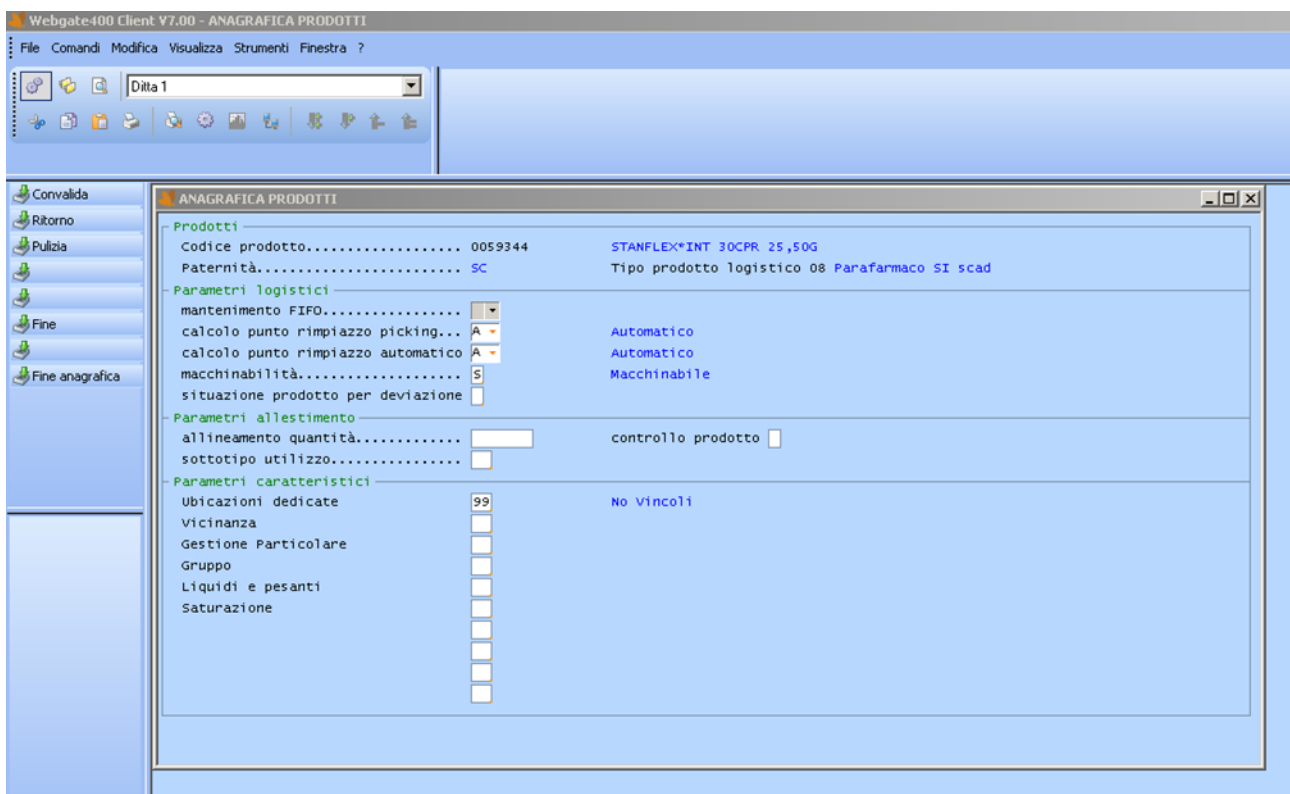 Webgate400 Client V7.00 - ANAGRAFICA PRODOTTI
File Comandi Modifica Visualizza Strumenti Finestra ?
Ditta 1
Convalida
Ritorno
Pulizia
Fine
Fine anagrafica
ANAGRAFICA PRODOTTI
Prodotti
Codice prodotto................... 0059344 STANFLEX*INT 30CPR 25,50G
Paternità......................... SC Tipo prodotto logistico 08 Parafarmaco SI scad
Parametri logistici
mantenimento FIFO.................
calcolo punto rimpiazzo picking... A Automatico
calcolo punto rimpiazzo automatico A Automatico
macchinabilità.................... S Macchinabile
situazione prodotto per deviazione
Parametri allestimento
allineamento quantità............. controllo prodotto
sottotipo utilizzo................
Parametri caratteristici
Ubicazioni dedicate 99 No Vincoli
Vicinanza
Gestione Particolare
Gruppo
Liquidi e pesanti
Saturazione